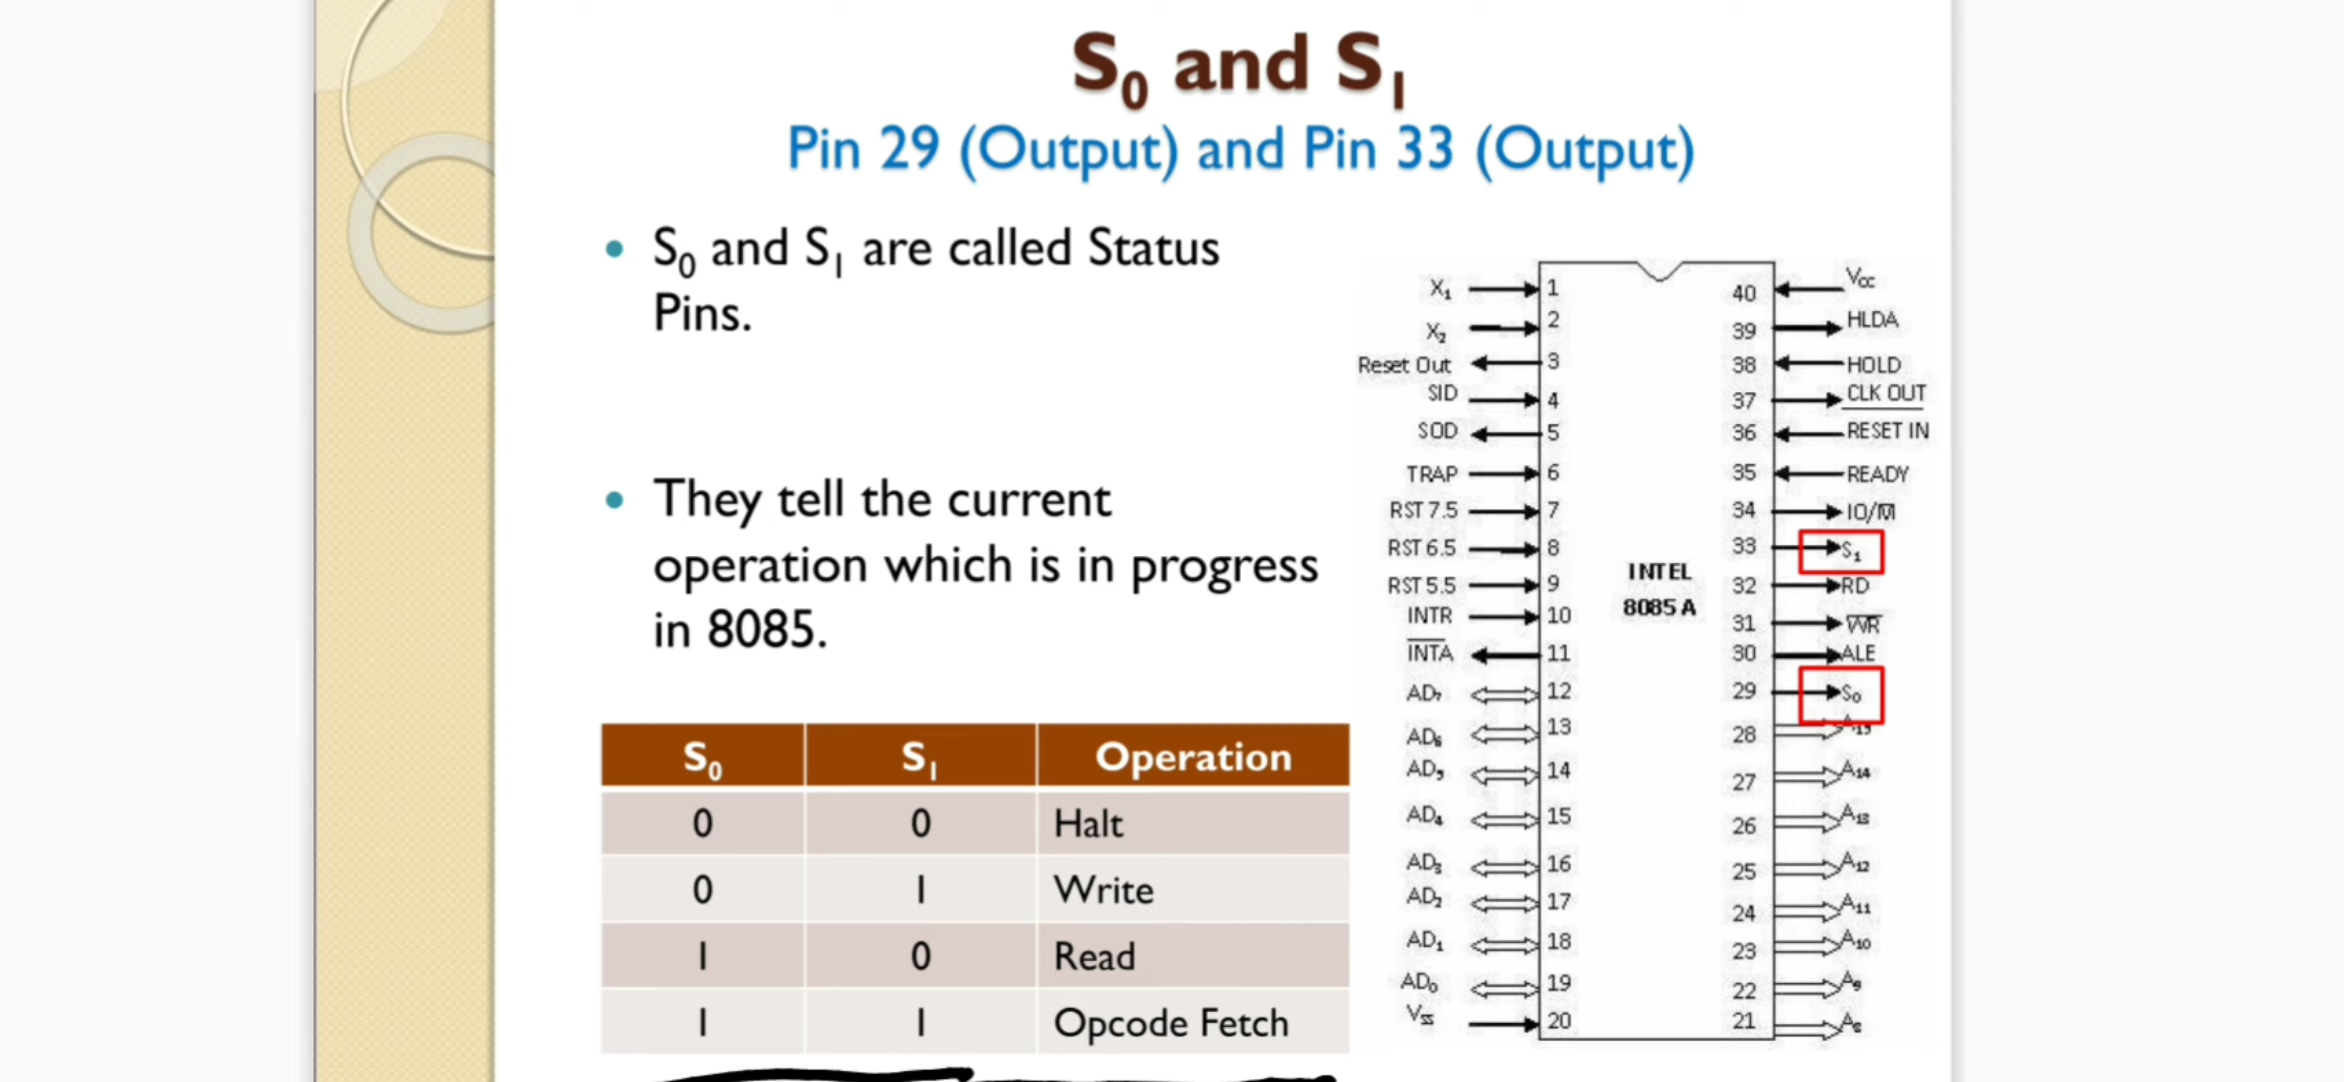 S₀ and S₁
Pin 29 (Output) and Pin 33 (Output)
• S₀ and S₁ are called Status
Pins.
• They tell the current
operation which is in progress
in 8085.
S₀ S₁ Operation
0 0 Halt
0 1 Write
1 0 Read
1 1 Opcode Fetch
X₁ 1 40 Vcc
X₂ 2 39 HLDA
Reset Out 3 38 HOLD
SID 4 37 CLK OUT
SOD 5 36 RESET IN
TRAP 6 35 READY
RST 7.5 7 34 IO/M̅
RST 6.5 8 33 S₁
RST 5.5 9 32 RD
INTR 10 31 W̅R̅
I̅N̅T̅A̅ 11 30 ALE
AD₇ 12 29 S₀
AD₆ 13 28 A₁₅
AD₅ 14 27 A₁₄
AD₄ 15 26 A₁₃
AD₃ 16 25 A₁₂
AD₂ 17 24 A₁₁
AD₁ 18 23 A₁₀
AD₀ 19 22 A₉
Vss 20 21 A₈
INTEL
8085 A